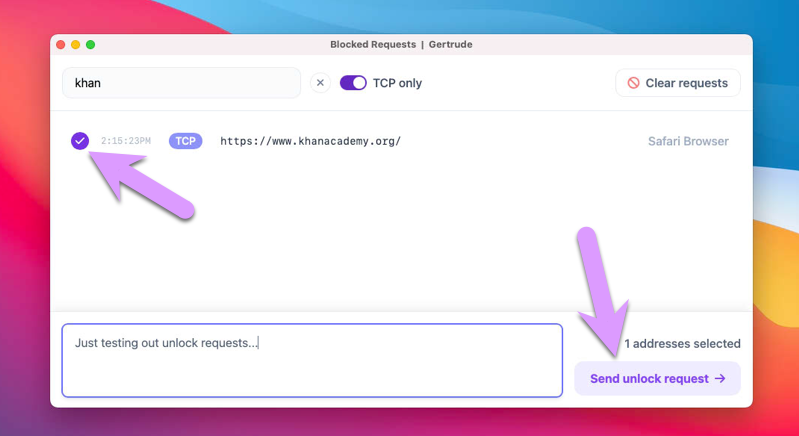 Blocked Requests | Gertrude
khan
TCP only
Clear requests
2:15:23PM
TCP
https://www.khanacademy.org/
Safari Browser
Just testing out unlock requests...
1 addresses selected
Send unlock request →